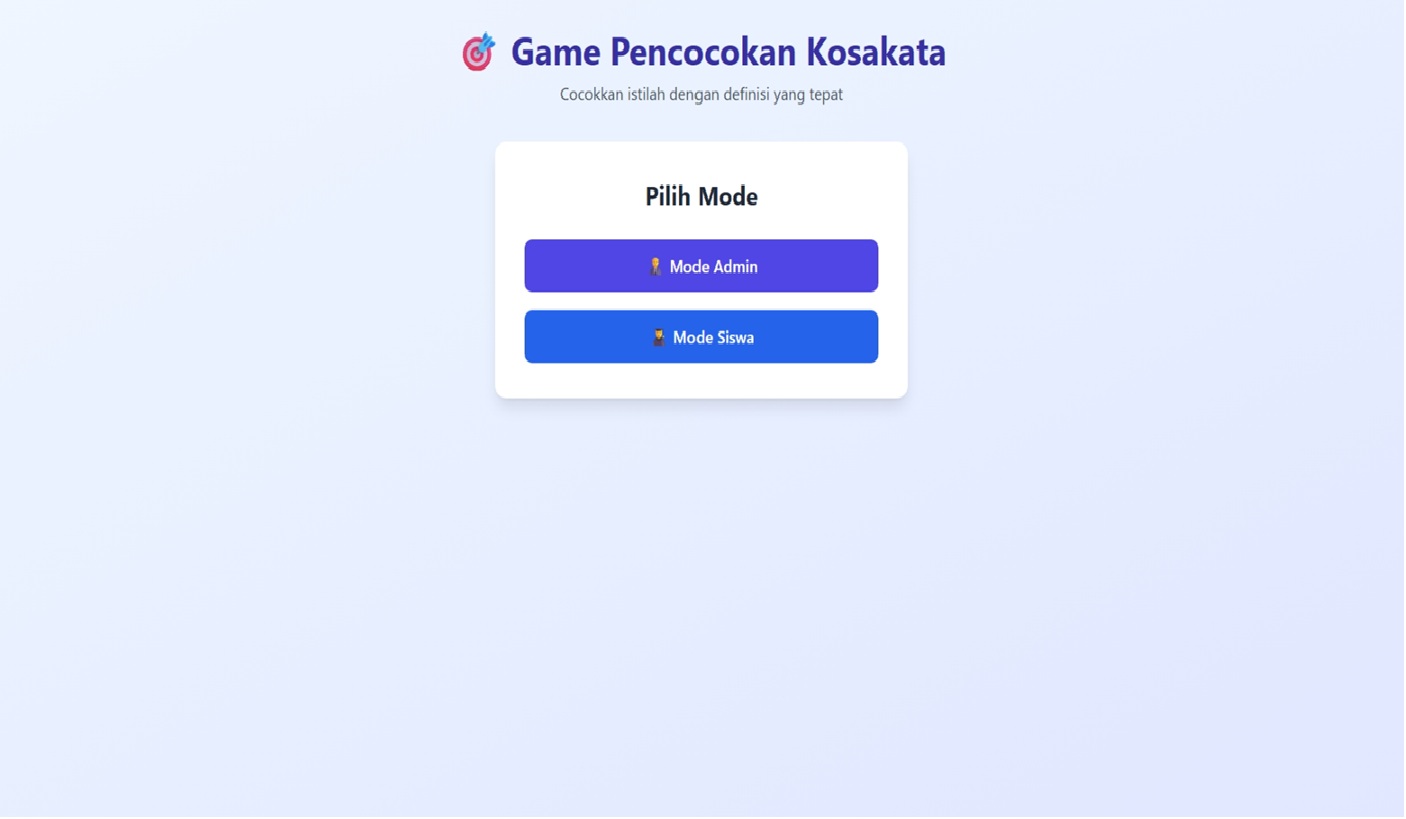 Game Pencocokan Kosakata
Cocokkan istilah dengan definisi yang tepat
Pilih Mode
Mode Admin
Mode Siswa